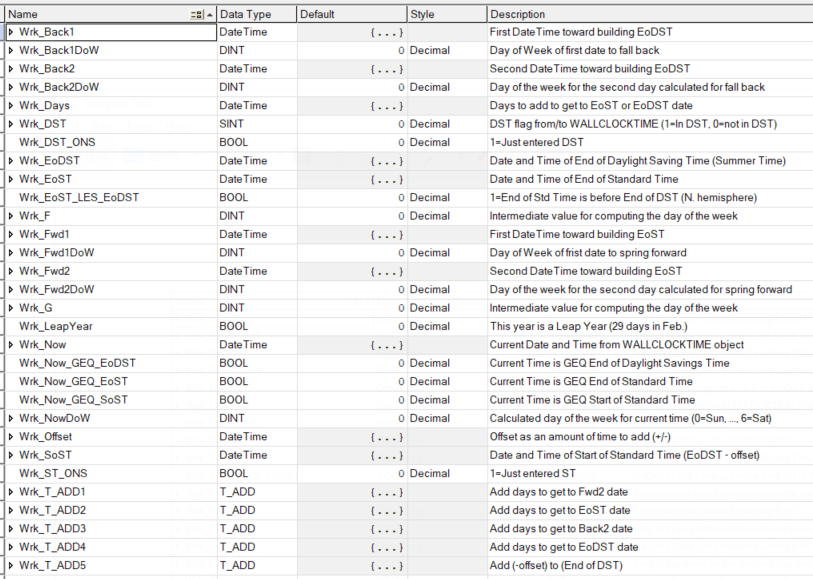 Name Data Type Default Style Description
Wrk_Back1 DateTime {...} First DateTime toward building EoDST
Wrk_Back1DoW DINT 0 Decimal Day of Week of first date to fall back
Wrk_Back2 DateTime {...} Second DateTime toward building EoDST
Wrk_Back2DoW DINT 0 Decimal Day of the week for the second day calculated for fall back
Wrk_Days DateTime {...} Days to add to get to EoST or EoDST date
Wrk_DST SINT 0 Decimal DST flag from/to WALLCLOCKTIME (1=In DST, 0=not in DST)
Wrk_DST_ONS BOOL 0 Decimal 1=Just entered DST
Wrk_EoDST DateTime {...} Date and Time of End of Daylight Saving Time (Summer Time)
Wrk_EoST DateTime {...} Date and Time of End of Standard Time
Wrk_EoST_LES_EoDST BOOL 0 Decimal 1=End of Std Time is before End of DST (N. hemisphere)
Wrk_F DINT 0 Decimal Intermediate value for computing the day of the week
Wrk_Fwd1 DateTime {...} First DateTime toward building EoST
Wrk_Fwd1DoW DINT 0 Decimal Day of Week of frist date to spring forward
Wrk_Fwd2 DateTime {...} Second DateTime toward building EoST
Wrk_Fwd2DoW DINT 0 Decimal Day of the week for the second day calculated for spring forward
Wrk_G DINT 0 Decimal Intermediate value for computing the day of the week
Wrk_LeapYear BOOL 0 Decimal This year is a Leap Year (29 days in Feb.)
Wrk_Now DateTime {...} Current Date and Time from WALLCLOCKTIME object
Wrk_Now_GEQ_EoDST BOOL 0 Decimal Current Time is GEQ End of Daylight Savings Time
Wrk_Now_GEQ_EoST BOOL 0 Decimal Current Time is GEQ End of Standard Time
Wrk_Now_GEQ_SoST BOOL 0 Decimal Current Time is GEQ Start of Standard Time
Wrk_NowDoW DINT 0 Decimal Calculated day of the week for current time (0=Sun, ..., 6=Sat)
Wrk_Offset DateTime {...} Offset as an amount of time to add (+/-)
Wrk_SoST DateTime {...} Date and Time of Start of Standard Time (EoDST - offset)
Wrk_ST_ONS BOOL 0 Decimal 1=Just entered ST
Wrk_T_ADD1 T_ADD {...} Add days to get to Fwd2 date
Wrk_T_ADD2 T_ADD {...} Add days to get to EoST date
Wrk_T_ADD3 T_ADD {...} Add days to get to Back2 date
Wrk_T_ADD4 T_ADD {...} Add days to get to EoDST date
Wrk_T_ADD5 T_ADD {...} Add (-offset) to (End of DST)